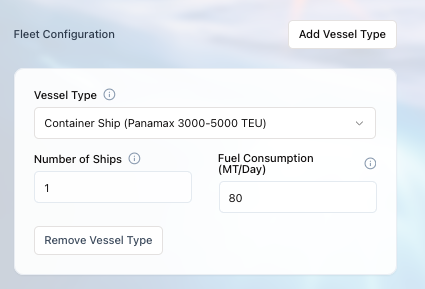 Fleet Configuration
Add Vessel Type
Vessel Type
Container Ship (Panamax 3000-5000 TEU)
Number of Ships
Fuel Consumption
(MT/Day)
1
80
Remove Vessel Type